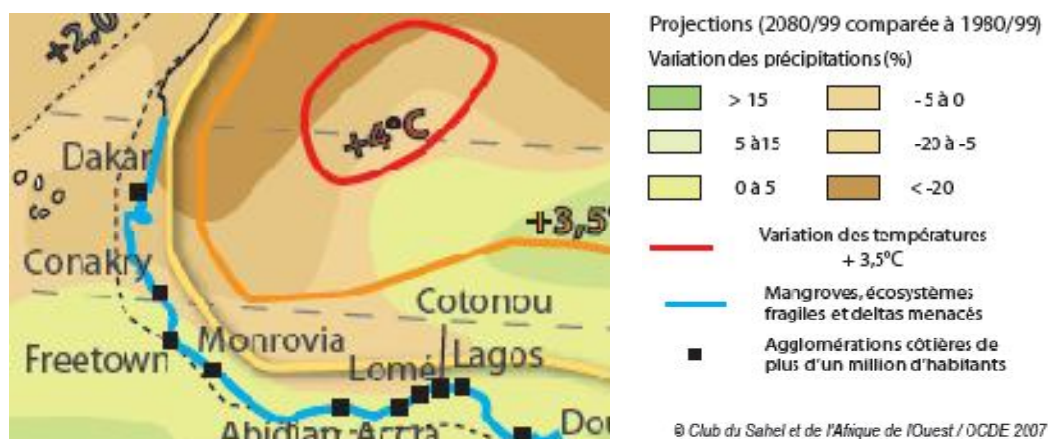 +2,0
+4°C
Dakar
+3,5°
Conakry
Cotonou
Monrovia
Freetown
Lomé
Lagos
Abidjan
Accra
Dou
Projections (2080/99 comparée à 1980/99)
Variation des précipitations (%)
> 15
-5 à 0
5 à15
-20 à -5
0 à 5
< -20
Variation des températures
+ 3,5°C
Mangroves, écosystèmes
fragiles et deltas menacés
Agglomérations côtières de
plus d'un million d'habitants
© Club du Sahel et de l'Afrique de l'Ouest / OCDE 2007